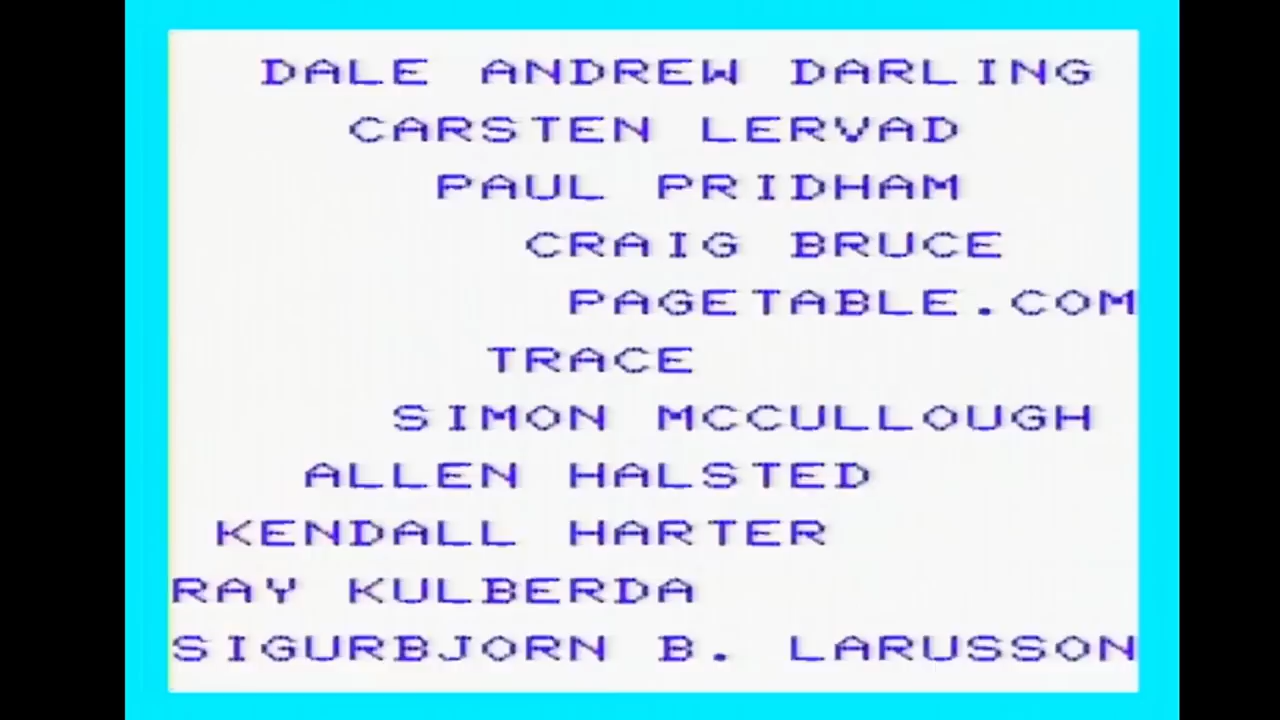 DALE ANDREW DARLING
CARSTEN LERVAD
PAUL PRIDHAM
CRAIG BRUCE
PAGETABLE.COM
TRACE
SIMON MCCULLOUGH
ALLEN HALSTED
KENDALL HARTER
RAY KULBERDA
SIGURBJORN B. LARUSSON